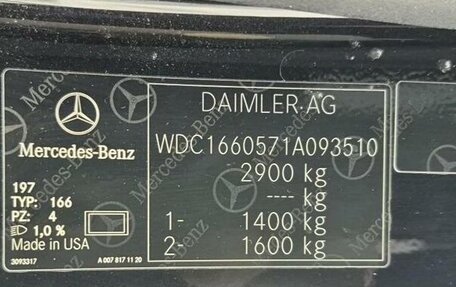 Mercedes-Benz
197
TYP: 166
PZ: 4
1,0 %
Made in USA
3093317
A 007 817 11 20
DAIMLER AG
WDC1660571A093510
2900 kg
---- kg
1- 1400 kg
2- 1600 kg